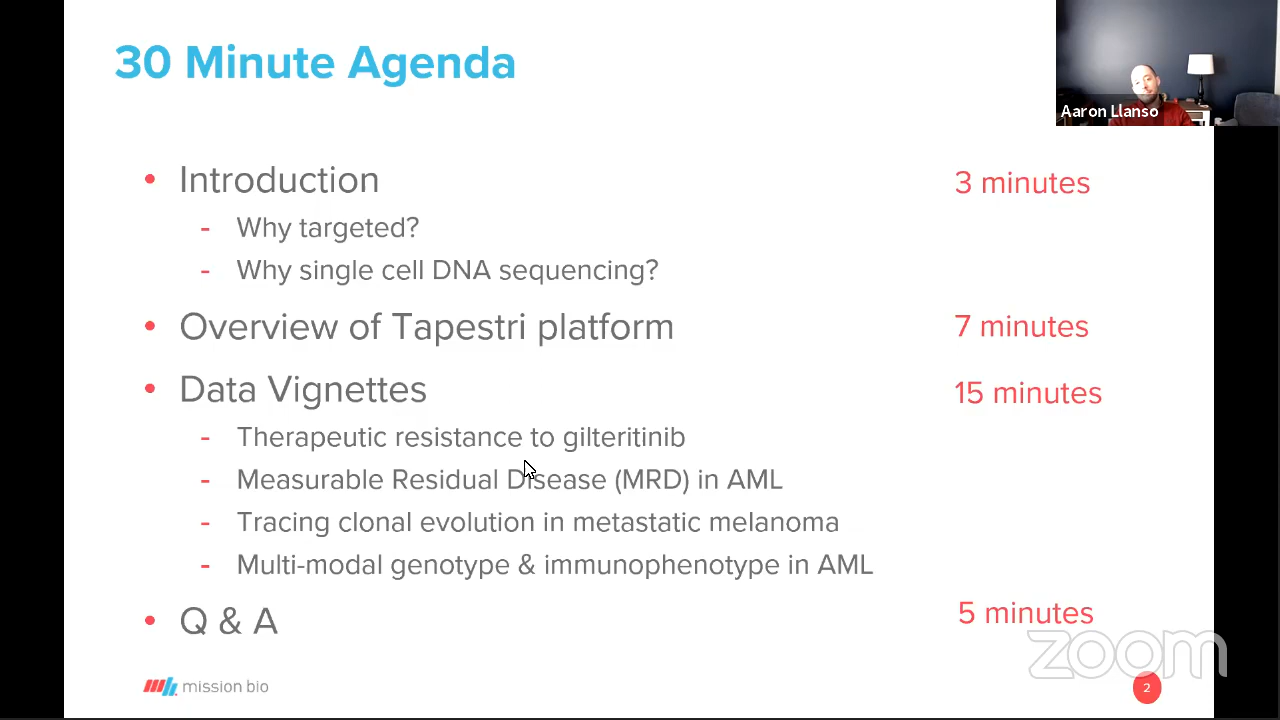 30 Minute Agenda
Aaron Llanso
• Introduction 3 minutes
- Why targeted?
- Why single cell DNA sequencing?
• Overview of Tapestri platform 7 minutes
• Data Vignettes 15 minutes
- Therapeutic resistance to gilteritinib
- Measurable Residual Disease (MRD) in AML
- Tracing clonal evolution in metastatic melanoma
- Multi-modal genotype & immunophenotype in AML
• Q & A 5 minutes
zoom
mission bio
2